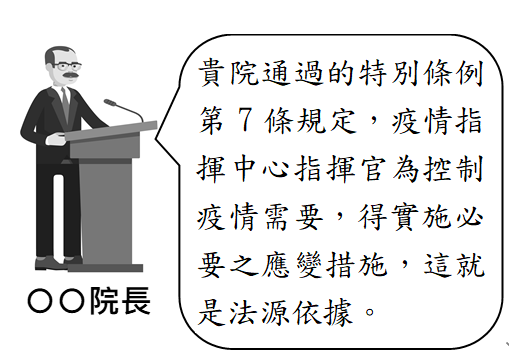 貴院通過的特別條例
第 7 條規定，疫情指
揮中心指揮官為控制
疫情需要，得實施必
要之應變措施，這就
是法源依據。
〇〇院長